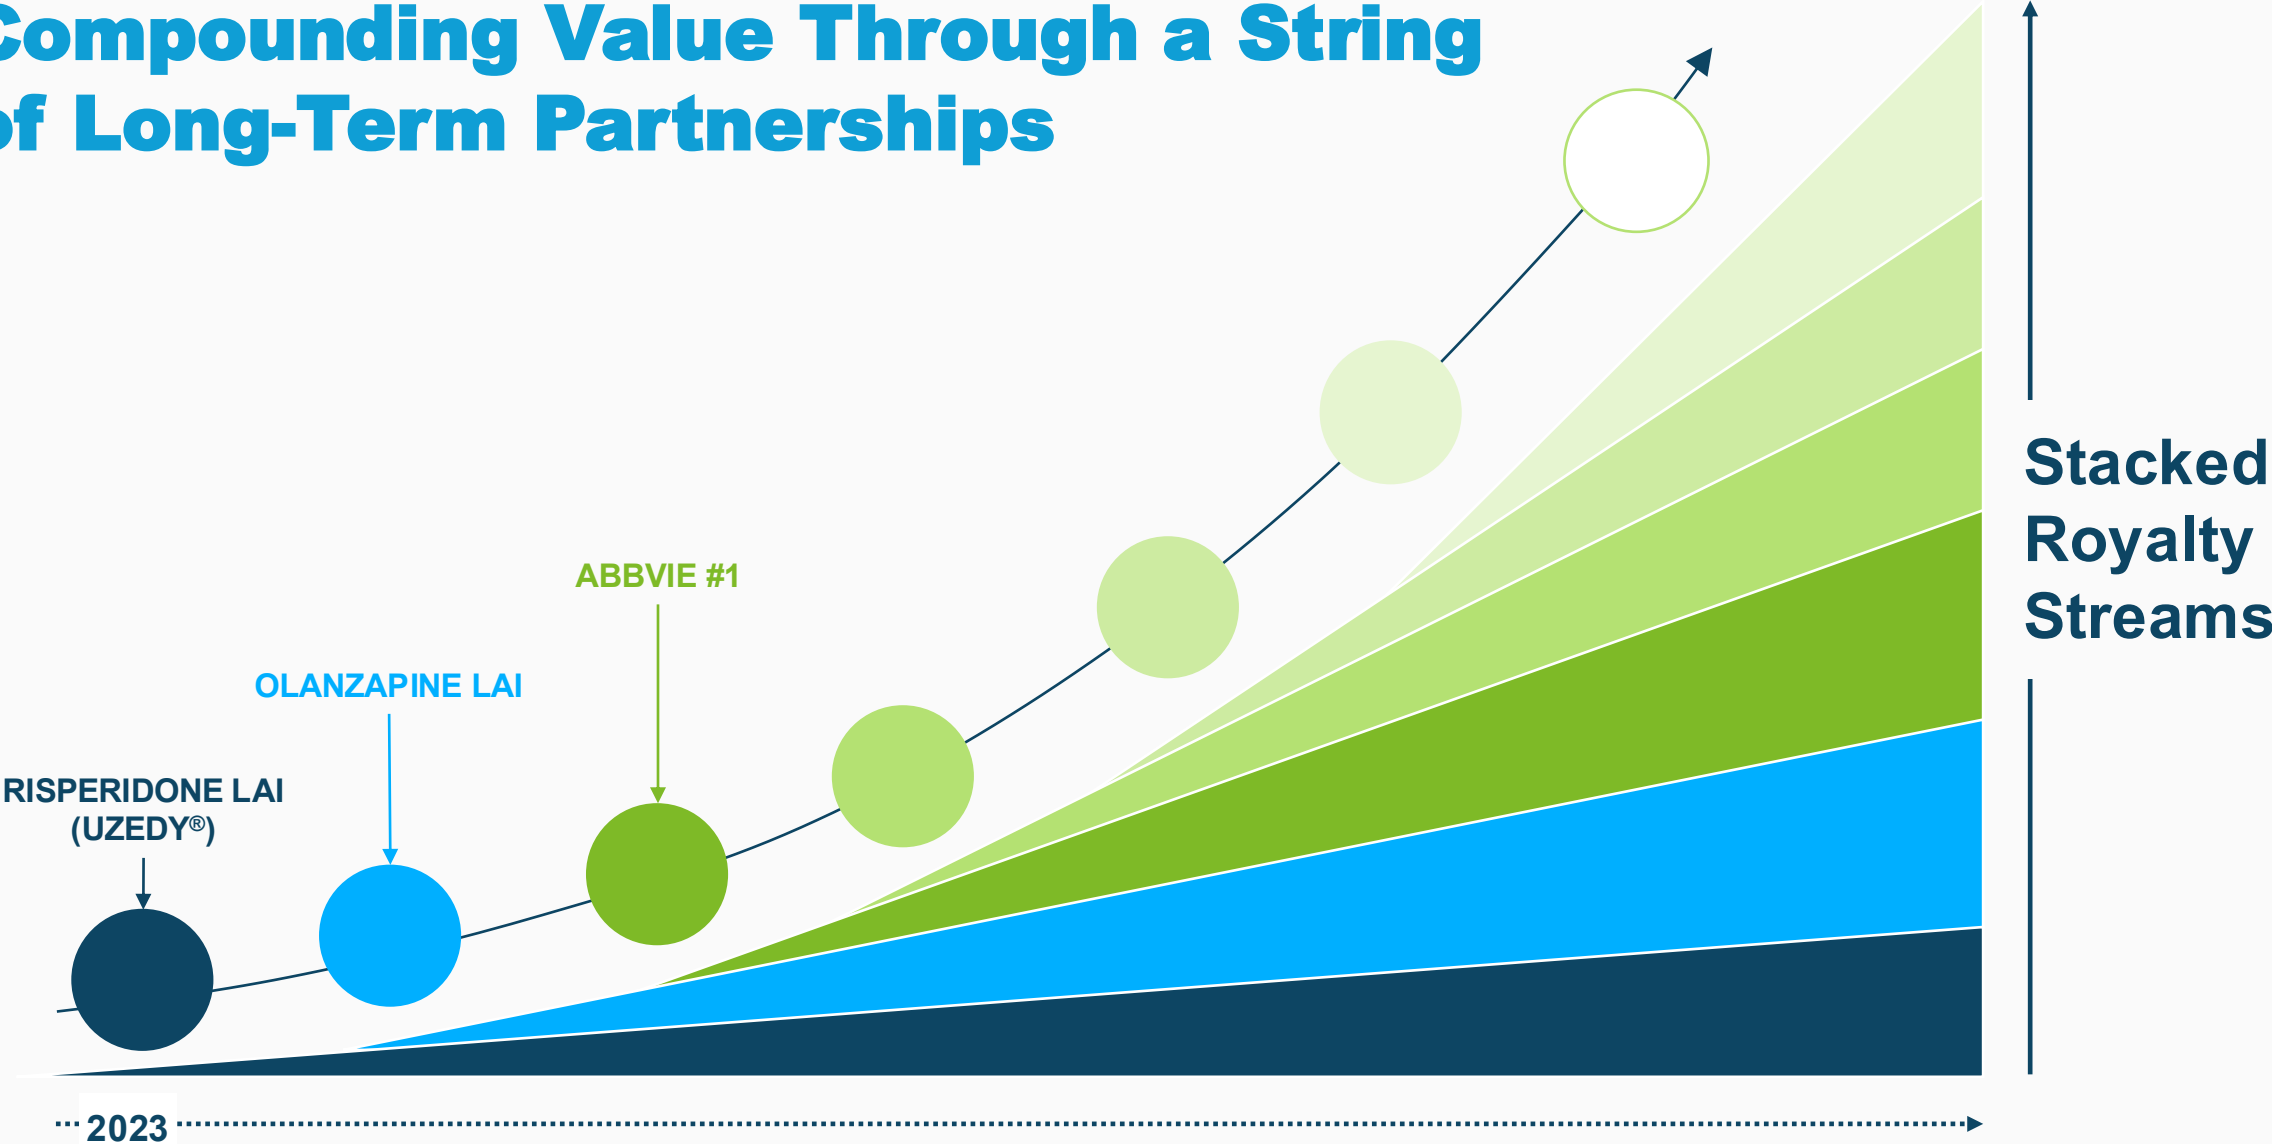 Compounding Value Through a String
of Long-Term Partnerships
ABBVIE #1
OLANZAPINE LAI
RISPERIDONE LAI
(UZEDY®)
Stacked
Royalty
Streams
2023